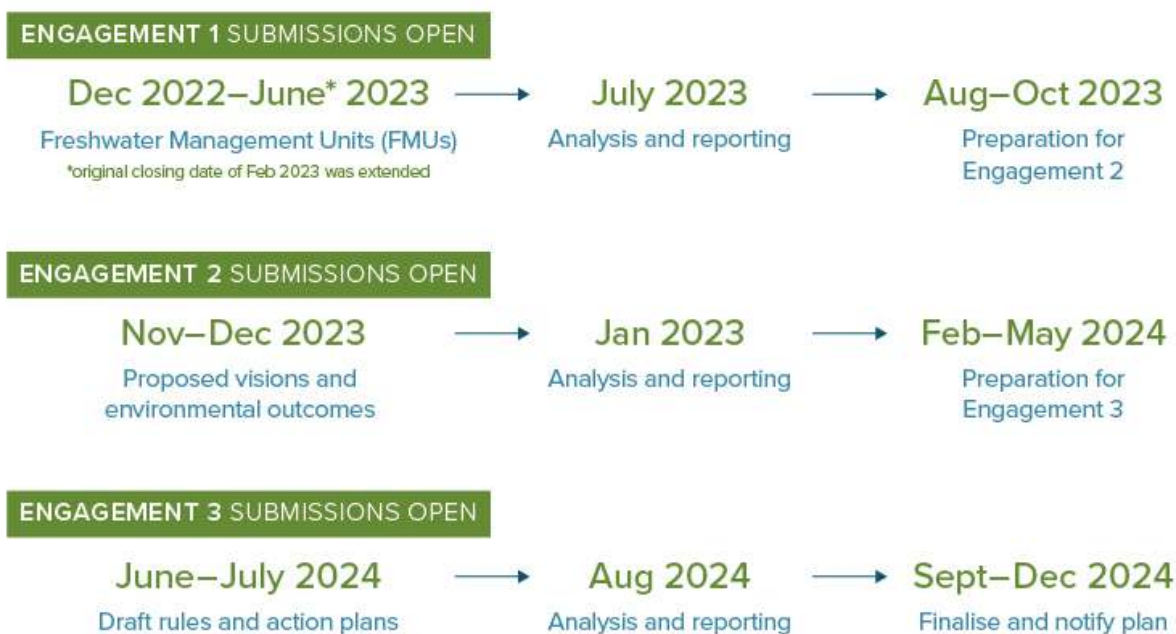 ENGAGEMENT 1 SUBMISSIONS OPEN
Dec 2022–June* 2023
Freshwater Management Units (FMUs)
*original closing date of Feb 2023 was extended
July 2023
Analysis and reporting
Aug–Oct 2023
Preparation for
Engagement 2
ENGAGEMENT 2 SUBMISSIONS OPEN
Nov–Dec 2023
Proposed visions and
environmental outcomes
Jan 2023
Analysis and reporting
Feb–May 2024
Preparation for
Engagement 3
ENGAGEMENT 3 SUBMISSIONS OPEN
June–July 2024
Draft rules and action plans
Aug 2024
Analysis and reporting
Sept–Dec 2024
Finalise and notify plan